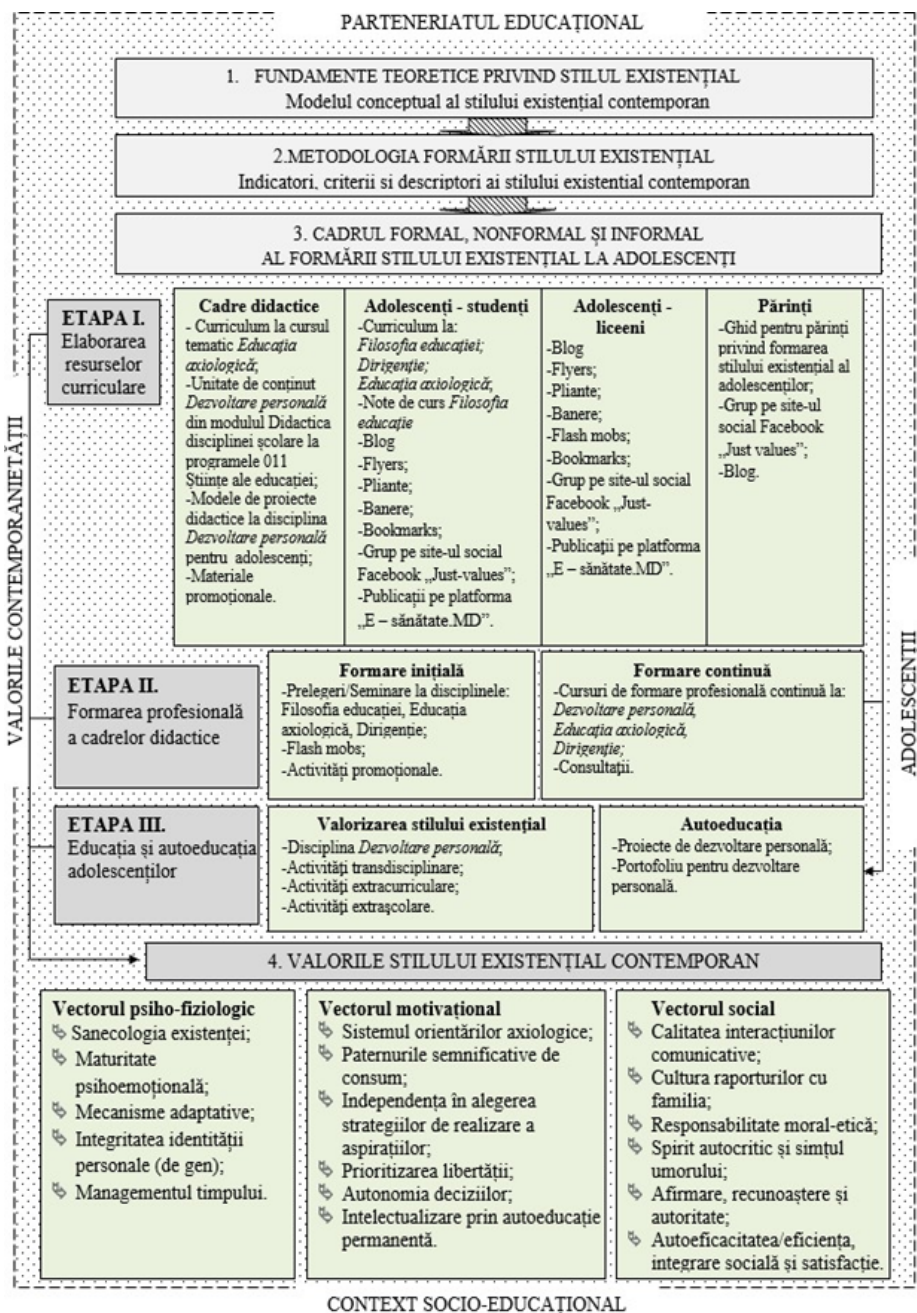 PARTENERIATUL EDUCAȚIONAL
1. FUNDAMENTE TEORETICE PRIVIND STILUL EXISTENȚIAL
Modelul conceptual al stilului existențial contemporan
2.METODOLOGIA FORMĂRII STILULUI EXISTENȚIAL
Indicatori, criterii si descriptori ai stilului existential contemporan
3. CADRUL FORMAL, NONFORMAL ȘI INFORMAL
AL FORMĂRII STILULUI EXISTENȚIAL LA ADOLESCENȚI
VALORILE CONTEMPORANIETĂȚII
ETAPA I.
Elaborarea
resurselor
curriculare
Cadre didactice
- Curriculum la cursul
tematic Educația
axiologică;
-Unitate de conținut
Dezvoltare personală
din modulul Didactica
disciplinei școlare la
programele 011
Științe ale educației;
-Modele de proiecte
didactice la disciplina
Dezvoltare personală
pentru adolescenți;
-Materiale
promoționale.
Adolescenți - studenți
-Curriculum la:
Filosofia educației;
Dirigenție;
Educația axiologică;
-Note de curs Filosofia
educație
-Blog
-Flyers;
-Pliante;
-Banere;
-Bookmarks;
-Grup pe site-ul social
Facebook „Just-values”;
-Publicații pe platforma
„E – sănătate.MD”.
Adolescenți -
liceeni
-Blog
-Flyers;
-Pliante;
-Banere;
-Flash mobs;
-Bookmarks;
-Grup pe site-ul social
Facebook „Just-
values”;
-Publicații pe platforma
„E – sănătate.MD”.
Părinți
-Ghid pentru părinți
privind formarea
stilului existențial al
adolescenților;
-Grup pe site-ul
social Facebook
„Just values”;
-Blog.
ADOLESCENTII
ETAPA II.
Formarea profesională
a cadrelor didactice
Formare inițială
-Prelegeri/Seminare la disciplinele:
Filosofia educației, Educația
axiologică, Dirigenție;
-Flash mobs;
-Activități promoționale.
Formare continuă
-Cursuri de formare profesională continuă la:
Dezvoltare personală,
Educația axiologică,
Dirigenție;
-Consultații.
ETAPA III.
Educația și autoeducația
adolescenților
Valorizarea stilului existențial
-Disciplina Dezvoltare personală;
-Activități transdisciplinare;
-Activități extracurriculare;
-Activități extrașcolare.
Autoeducația
-Proiecte de dezvoltare personală;
-Portofoliu pentru dezvoltare
personală.
4. VALORILE STILULUI EXISTENȚIAL CONTEMPORAN
Vectorul psiho-fiziologic
Sanecologia existenței;
Maturitate
psihoemoțională;
Mecanisme adaptative;
Integritatea identității
personale (de gen);
Managementul timpului.
Vectorul motivațional
Sistemul orientărilor axiologice;
Paternurile semnificative de
consum;
Independența în alegerea
strategiilor de realizare a
aspirațiilor;
Prioritizarea libertății;
Autonomia deciziilor;
Intelectualizare prin autoeducație
permanentă.
Vectorul social
Calitatea interacțiunilor
comunicative;
Cultura raporturilor cu
familia;
Responsabilitate moral-etică;
Spirit autocritic și simțul
umorului;
Afirmare, recunoaștere și
autoritate;
Autoeficacitatea/eficiența,
integrare socială și satisfacție.
CONTEXT SOCIO-EDUCAȚIONAL